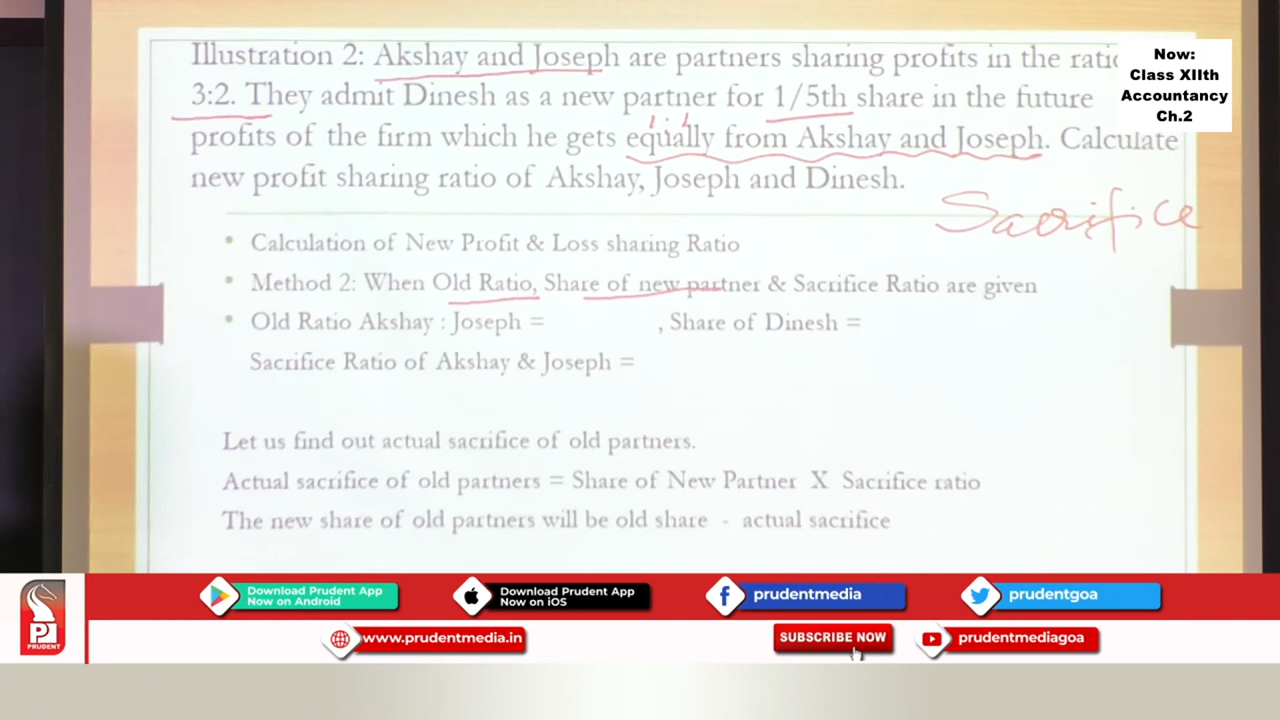 Illustration 2: Akshay and Joseph are partners sharing profits in the ratio
3:2. They admit Dinesh as a new partner for 1/5th share in the future
profits of the firm which he gets equally from Akshay and Joseph. Calculate
new profit sharing ratio of Akshay, Joseph and Dinesh.
Sacrifice
• Calculation of New Profit & Loss sharing Ratio
• Method 2: When Old Ratio, Share of new partner & Sacrifice Ratio are given
• Old Ratio Akshay : Joseph = , Share of Dinesh =
Sacrifice Ratio of Akshay & Joseph =
Let us find out actual sacrifice of old partners.
Actual sacrifice of old partners = Share of New Partner X Sacrifice ratio
The new share of old partners will be old share - actual sacrifice
Now:
Class XIIth
Accountancy
Ch.2
PRUDENT
Download Prudent App
Now on Android
Download Prudent App
Now on iOS
prudentmedia
prudentgoa
www.prudentmedia.in
SUBSCRIBE NOW
prudentmediagoa